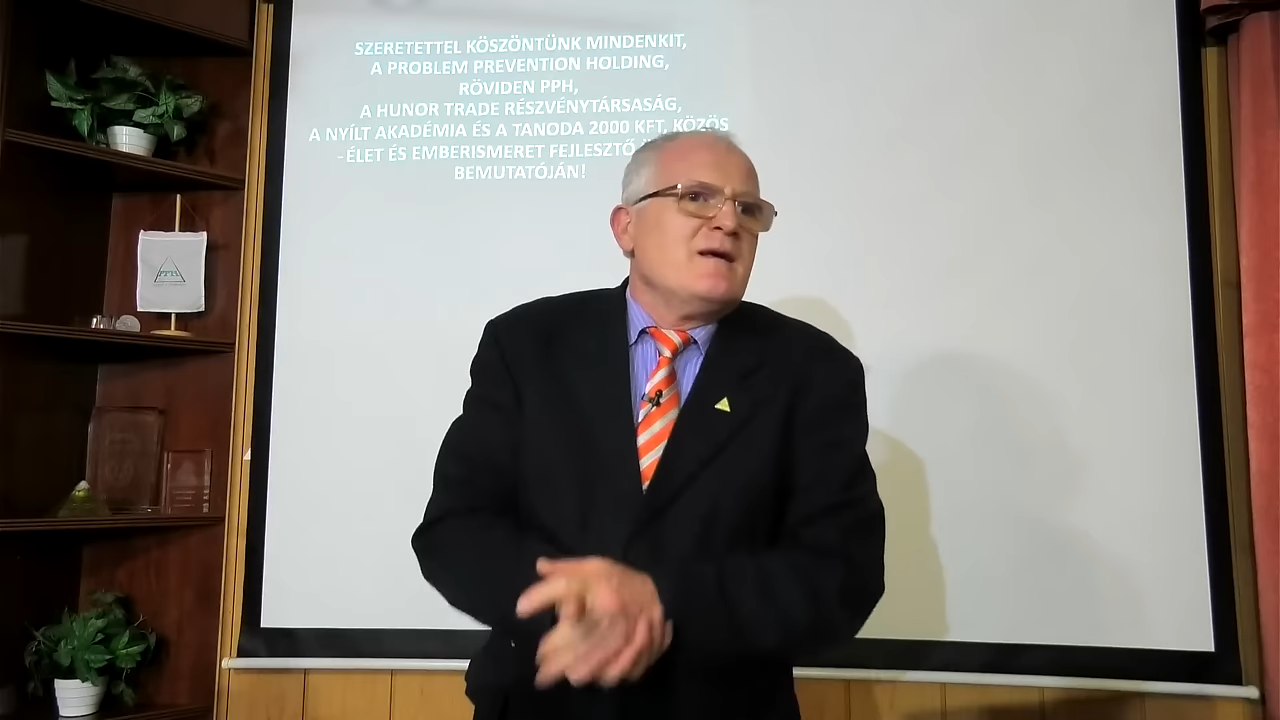 SZERETETTEL KÖSZÖNTÜNK MINDENKIT,
A PROBLEM PREVENTION HOLDING,
RÖVIDEN PPH,
A HUNOR TRADE RÉSZVÉNYTÁRSASÁG,
A NYÍLT AKADÉMIA ÉS A TANODA 2000 KFT. KÖZÖS
-ÉLET ÉS EMBERISMERET FEJLESZTŐ
BEMUTATÓJÁN!